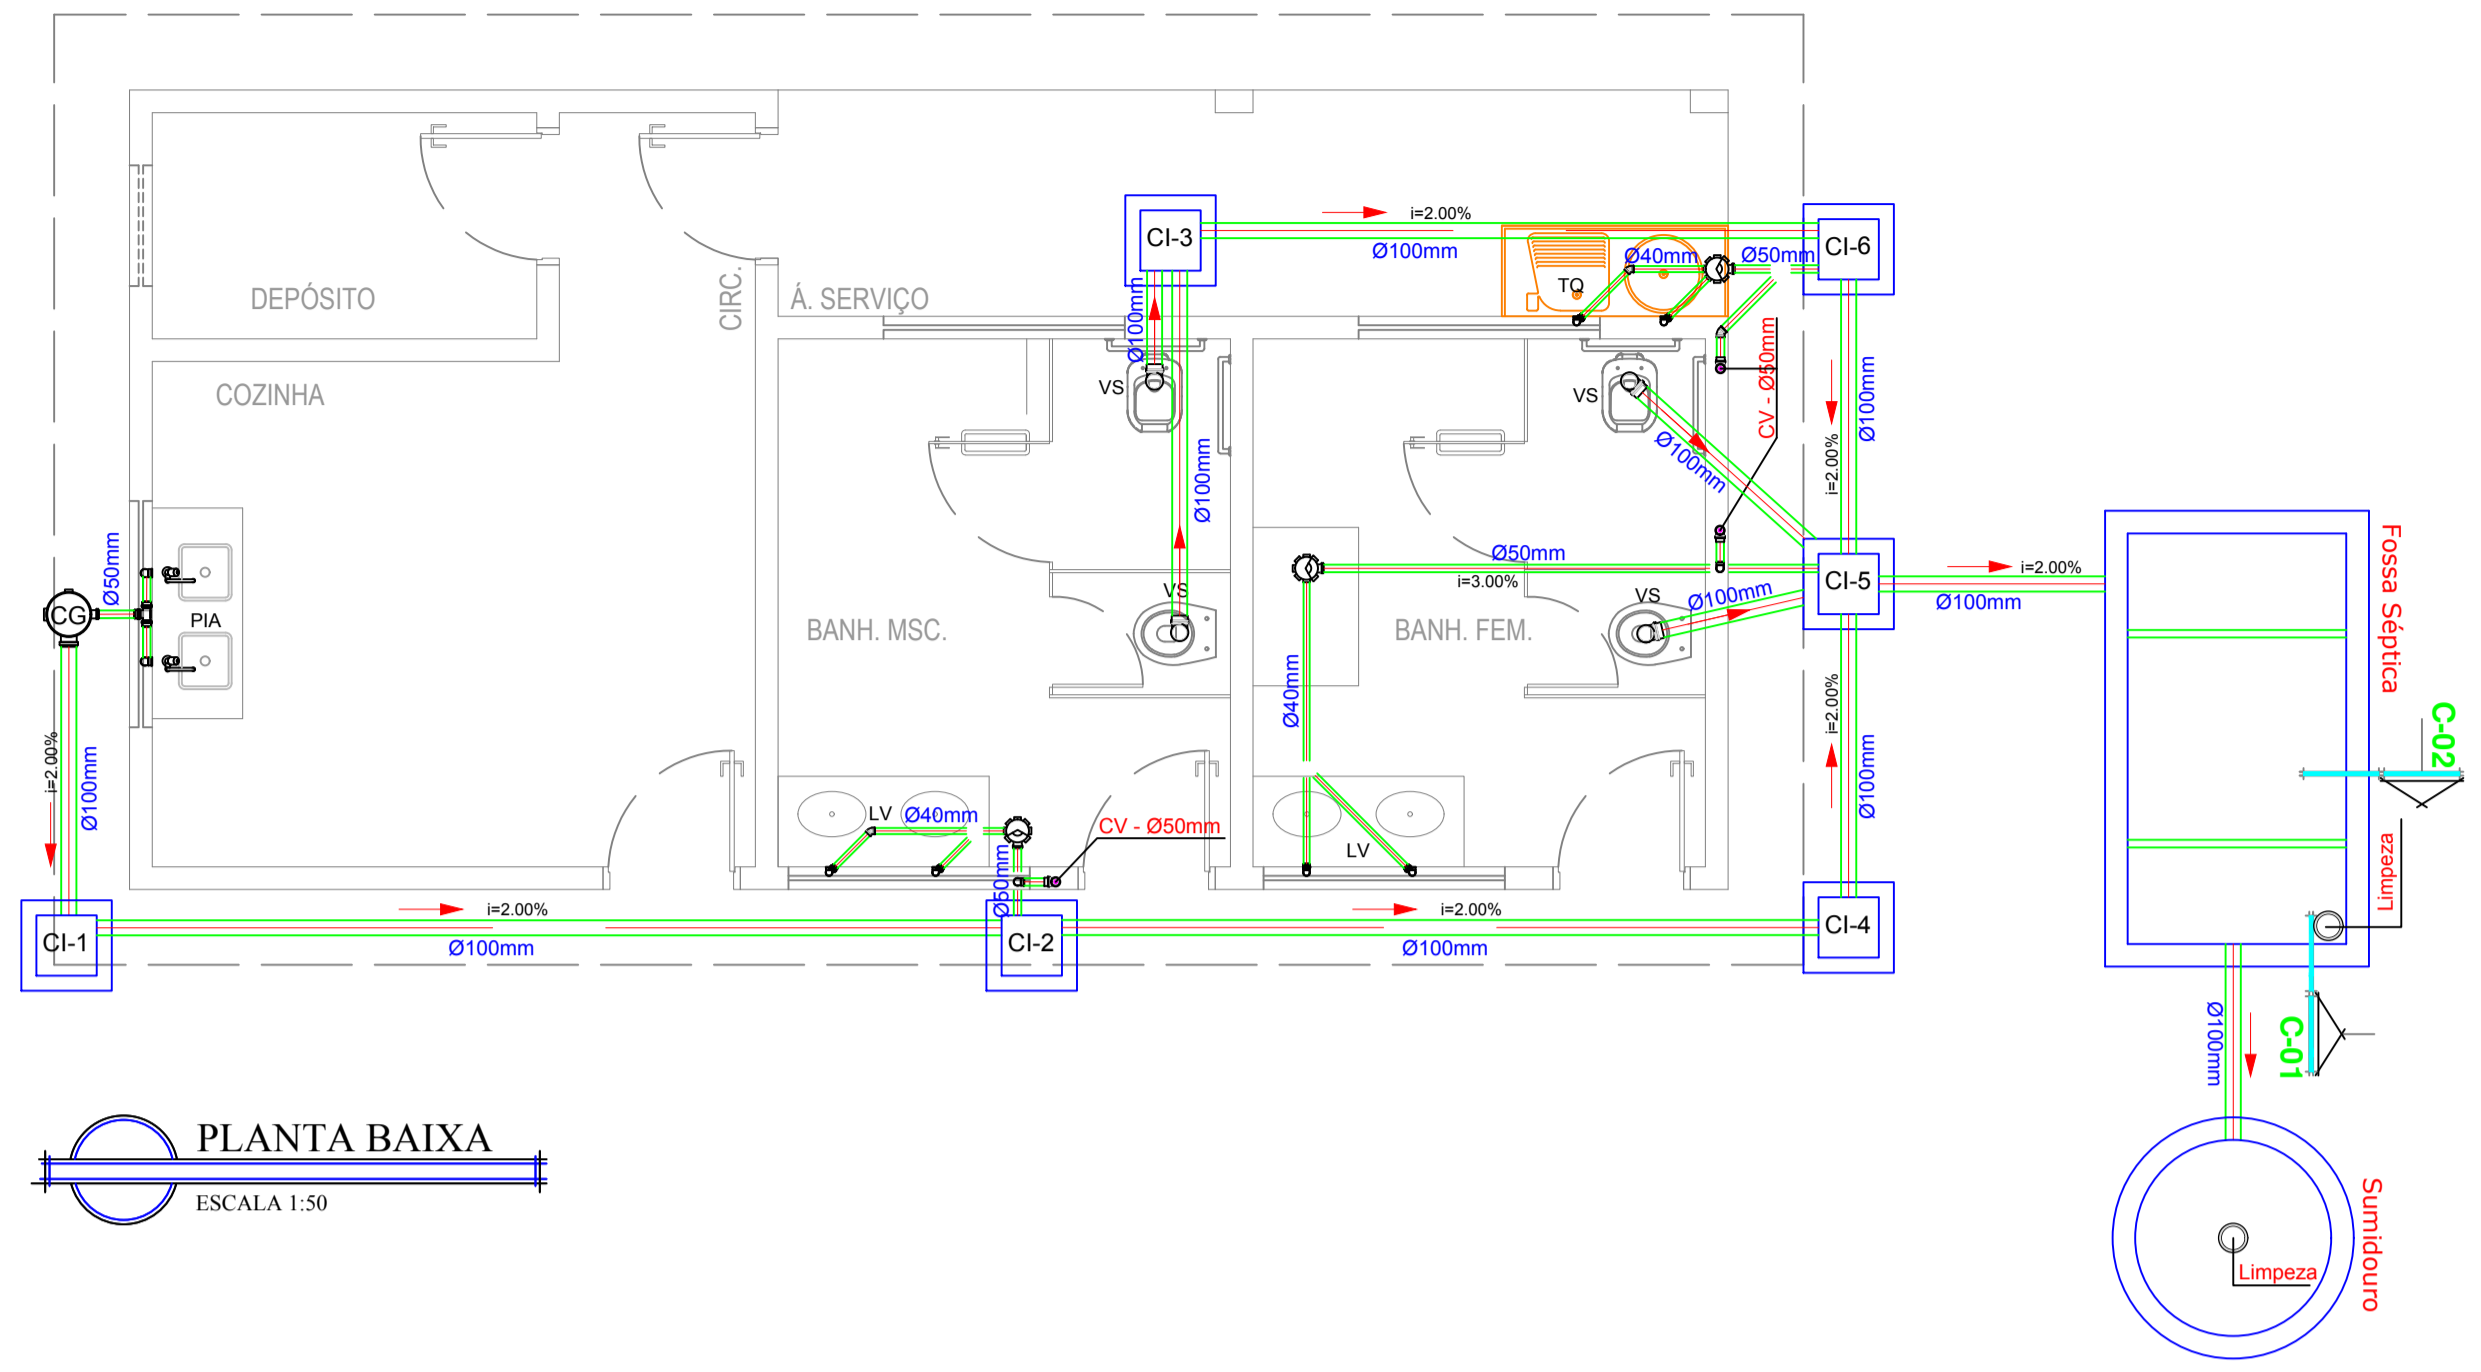 i=2.00%
CI-3
Ø100mm
CI-6
Ø40mm
Ø50mm
TQ
DEPÓSITO
CIRC.
Á. SERVIÇO
Ø100mm
CV - Ø50mm
COZINHA
VS
VS
Ø100mm
Ø100mm
i=2.00%
Ø100mm
Ø50mm
Ø50mm
i=3.00%
CI-5
i=2.00%
Ø100mm
Fossa Séptica
CG
PIA
VS
VS
Ø100mm
BANH. MSC.
BANH. FEM.
Ø40mm
i=2.00%
Ø100mm
i=2.00%
Ø100mm
C-02
LV
Ø40mm
CV - Ø50mm
LV
Limpeza
Ø50mm
CI-1
i=2.00%
Ø100mm
CI-2
i=2.00%
Ø100mm
CI-4
Ø100mm
C-01
PLANTA BAIXA
ESCALA 1:50
Sumidouro
Limpeza